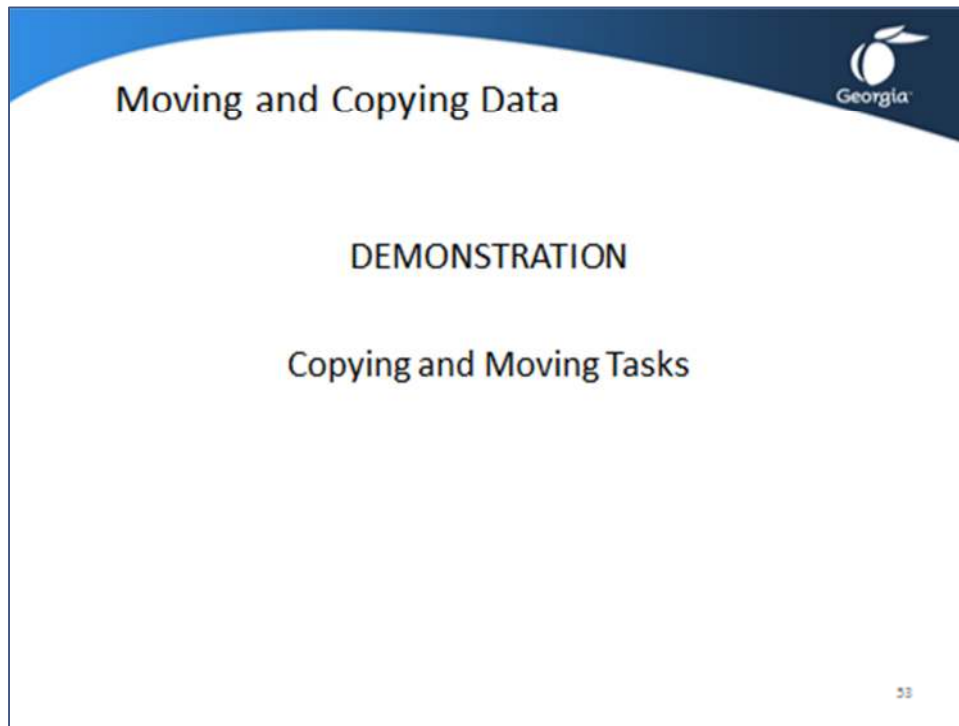 Georgia
Moving and Copying Data
DEMONSTRATION
Copying and Moving Tasks
53